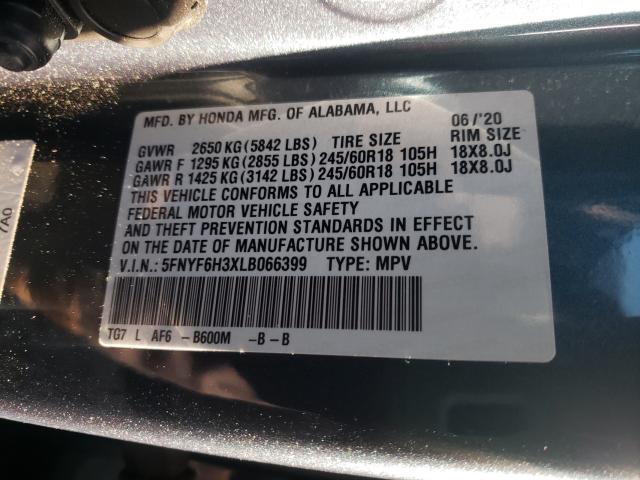 MFD. BY HONDA MFG. OF ALABAMA, LLC 06/'20
GVWR 2650 KG (5842 LBS) TIRE SIZE RIM SIZE
GAWR F 1295 KG (2855 LBS) 245/60R18 105H 18X8.0J
GAWR R 1425 KG (3142 LBS) 245/60R18 105H 18X8.0J
THIS VEHICLE CONFORMS TO ALL APPLICABLE
FEDERAL MOTOR VEHICLE SAFETY
AND THEFT PREVENTION STANDARDS IN EFFECT
ON THE DATE OF MANUFACTURE SHOWN ABOVE.
V.I.N.: 5FNYF6H3XLB066399 TYPE: MPV
TG7 L AF6 -B600M -B-B